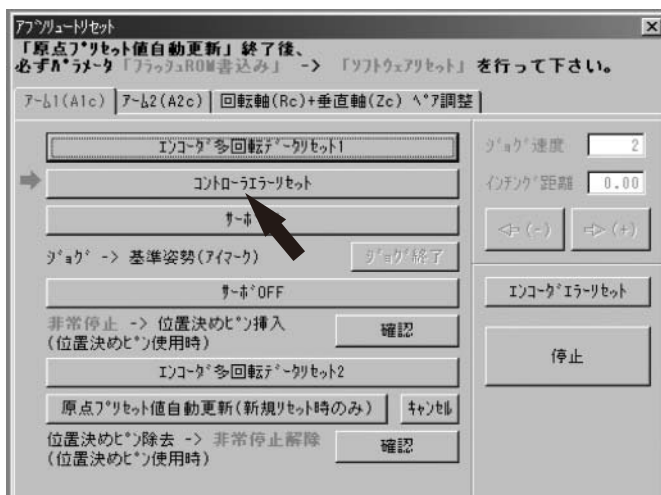 アブソリュートリセット
「原点プリセット値自動更新」終了後、
必ずパラメータ「フラッシュROM書込み」 -> 「ソフトウェアリセット」 を行って下さい。
アーム1(A1c) アーム2(A2c) 回転軸(Rc)+垂直軸(Zc) ペア調整
エンコーダ多回転データリセット1
コントローラエラーリセット
サーボ
ジョグ -> 基準姿勢(アイマーク) ジョグ終了
サーボOFF
非常停止 -> 位置決めピン挿入
(位置決めピン使用時) 確認
エンコーダ多回転データリセット2
原点プリセット値自動更新(新規リセット時のみ) キャンセル
位置決めピン除去 -> 非常停止解除
(位置決めピン使用時) 確認
ジョグ速度 2
インチング距離 0.00
(-) (+)
エンコーダエラーリセット
停止